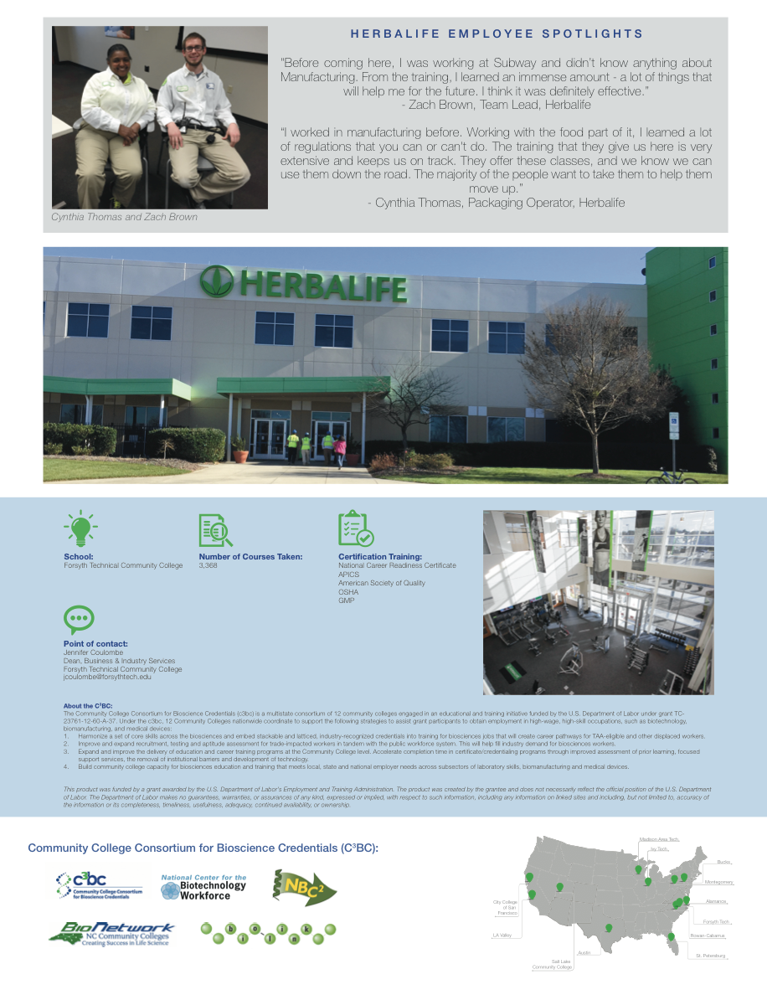 HERBALIFE EMPLOYEE SPOTLIGHTS
“Before coming here, I was working at Subway and didn’t know anything about
Manufacturing. From the training, I learned an immense amount - a lot of things that
will help me for the future. I think it was definitely effective.”
- Zach Brown, Team Lead, Herbalife
“I worked in manufacturing before. Working with the food part of it, I learned a lot
of regulations that you can or can’t do. The training that they give us here is very
extensive and keeps us on track. They offer these classes, and we know we can
use them down the road. The majority of the people want to take them to help them
move up.”
- Cynthia Thomas, Packaging Operator, Herbalife
Cynthia Thomas and Zach Brown
HERBALIFE
School:
Forsyth Technical Community College
Number of Courses Taken:
3,368
Certification Training:
National Career Readiness Certificate
APICS
American Society of Quality
OSHA
GMP
Point of contact:
Jennifer Coulombe
Dean, Business & Industry Services
Forsyth Technical Community College
jcoulombe@forsythtech.edu
About the C³BC:
The Community College Consortium for Bioscience Credentials (c3bc) is a multistate consortium of 12 community colleges engaged in an educational and training initiative funded by the U.S. Department of Labor under grant TC-
23761-12-60-A-37. Under the c3bc, 12 Community Colleges nationwide coordinate to support the following strategies to assist grant participants to obtain employment in high-wage, high-skill occupations, such as biotechnology,
biomanufacturing, and medical devices:
1. Harmonize a set of core skills across the biosciences and embed stackable and latticed, industry-recognized credentials into training for biosciences jobs that will create career pathways for TAA-eligible and other displaced workers.
2. Improve and expand recruitment, testing and aptitude assessment for trade-impacted workers in tandem with the public workforce system. This will help fill industry demand for biosciences workers.
3. Expand and improve the delivery of education and career training programs at the Community College level. Accelerate completion time in certificate/credentialing programs through improved assessment of prior learning, focused
support services, the removal of institutional barriers and development of technology.
4. Build community college capacity for biosciences education and training that meets local, state and national employer needs across subsectors of laboratory skills, biomanufacturing and medical devices.
This product was funded by a grant awarded by the U.S. Department of Labor’s Employment and Training Administration. The product was created by the grantee and does not necessarily reflect the official position of the U.S. Department
of Labor. The Department of Labor makes no guarantees, warranties, or assurances of any kind, expressed or implied, with respect to such information, including any information on linked sites and including, but not limited to, accuracy of
the information or its completeness, timeliness, usefulness, adequacy, continued availability, or ownership.
Community College Consortium for Bioscience Credentials (C³BC):
c³bc
Community College Consortium
for Bioscience Credentials
National Center for the
Biotechnology
Workforce
NBC²
BioNetwork
NC Community Colleges
Creating Success in Life Science
b i o l i n k
Madison Area Tech
Ivy Tech
Bucks
Montgomery
Alamance
Forsyth Tech
Rowan-Cabarrus
St. Petersburg
City College
of San
Francisco
LA Valley
Austin
Salt Lake
Community College